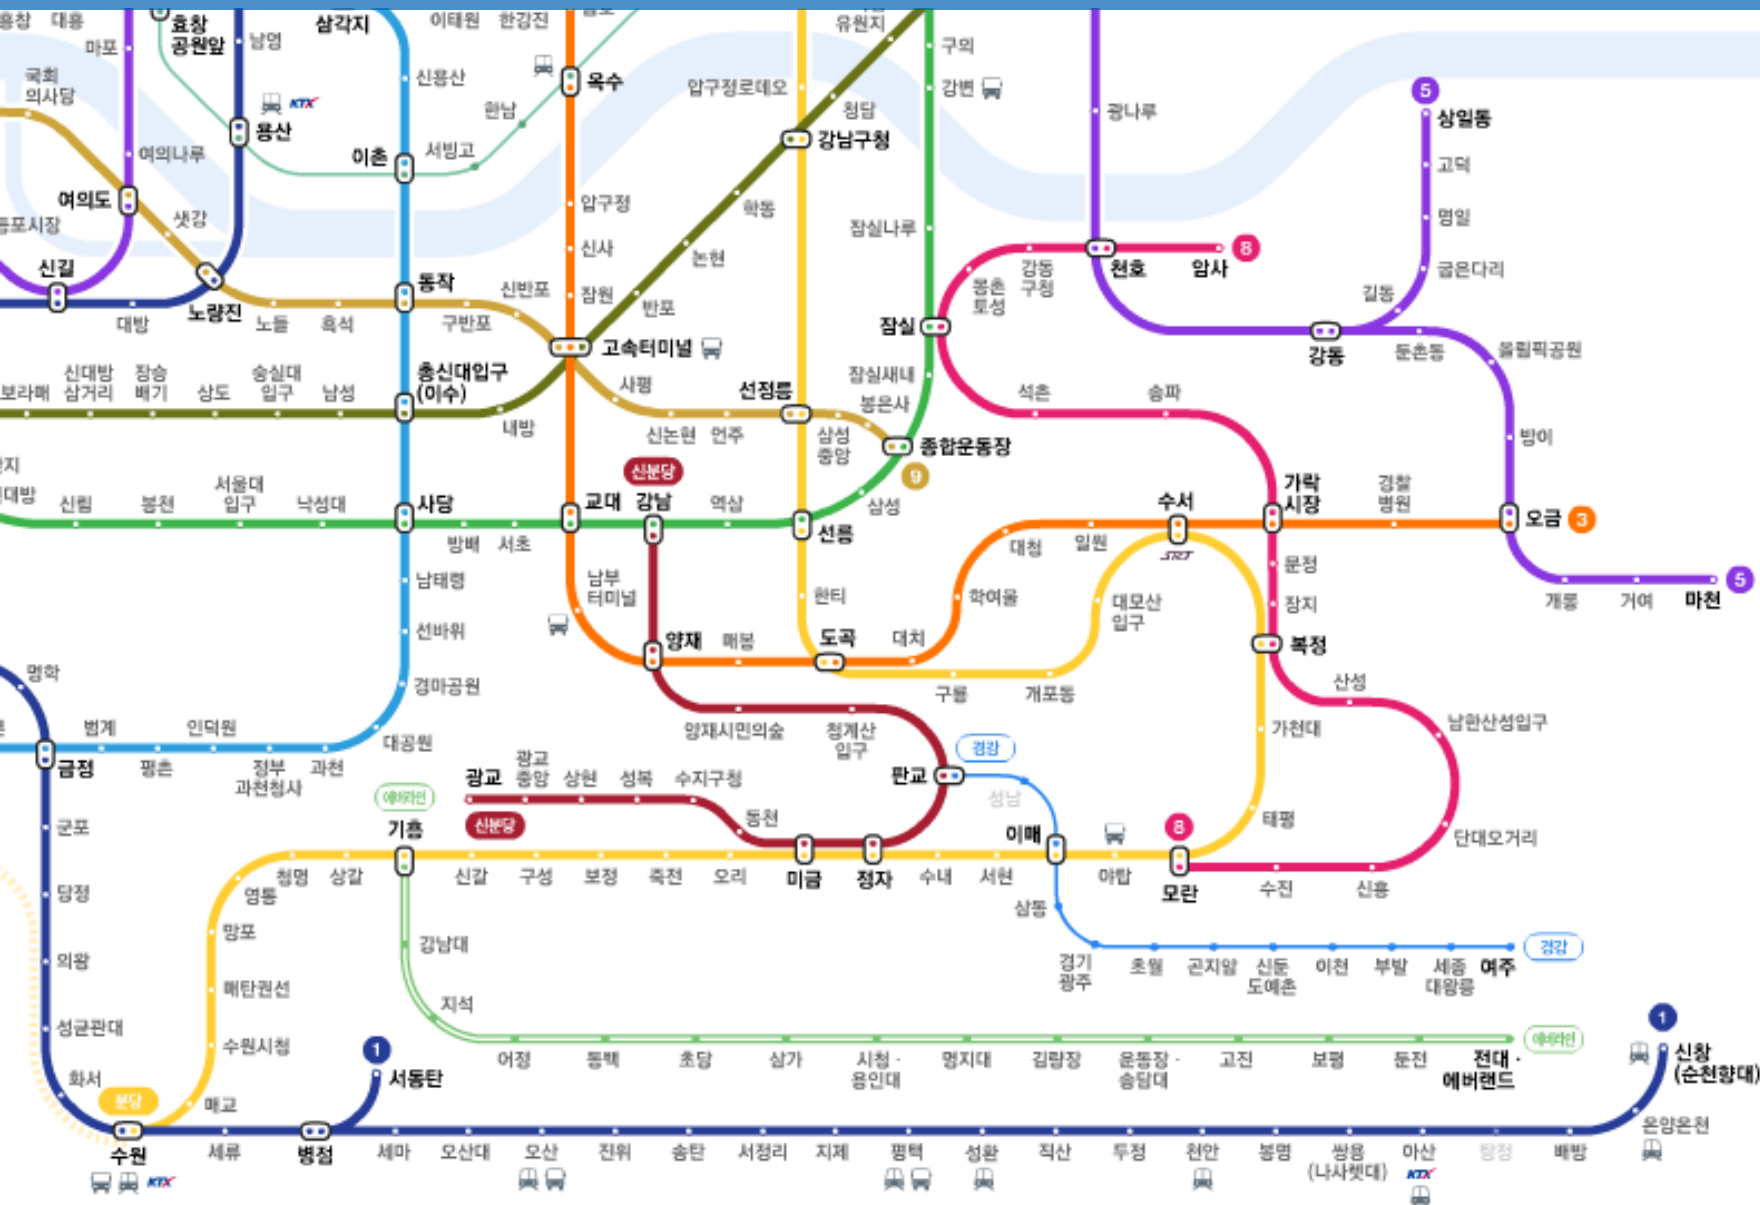 대흥
마포
효창
공원앞
남영
삼각지
이태원
한강진
유원지
구의
국회
의사당
신용산
옥수
압구정로데오
청담
강변
광나루
5
상일동
KTX
용산
한남
강남구청
고덕
여의나루
이촌
서빙고
여의도
샛강
압구정
학동
잠실나루
명일
신길
신사
논현
강동
구청
천호
암사
8
굽은다리
대방
노량진
노들
흑석
동작
구반포
신반포
잠원
반포
몽촌
토성
길동
잠실
강동
둔촌동
올림픽공원
고속터미널
보라매
신대방
삼거리
장승
배기
상도
숭실대
입구
남성
총신대입구
(이수)
내방
사평
신논현
언주
선정릉
삼성
중앙
봉은사
잠실새내
석촌
송파
종합운동장
9
방이
신분당
신림
봉천
서울대
입구
낙성대
사당
방배
서초
교대
강남
역삼
선릉
삼성
수서
SRT
가락
시장
경찰
병원
오금
3
대청
일원
남태령
남부
터미널
한티
학여울
대모산
입구
문정
장지
개롱
거여
마천
5
선바위
양재
매봉
도곡
대치
복정
명학
경마공원
구룡
개포동
산성
범계
인덕원
대공원
양재시민의숲
청계산
입구
가천대
남한산성입구
금정
평촌
정부
과천청사
과천
광교
광교
중앙
상현
성복
수지구청
판교
경강
성남
에버라인
신분당
동천
군포
기흥
이매
8
태평
단대오거리
청명
상갈
신갈
구성
보정
죽전
오리
미금
정자
수내
서현
야탑
모란
수진
신흥
당정
영통
삼동
망포
강남대
경기
광주
초월
곤지암
신둔
도예촌
이천
부발
세종
대왕릉
여주
경강
의왕
매탄권선
지석
성균관대
수원시청
1
서동탄
어정
동백
초당
삼가
시청 ·
용인대
명지대
김량장
운동장 ·
송담대
고진
보평
둔전
전대 ·
에버랜드
에버라인
1
신창
(순천향대)
화서
분당
매교
온양온천
수원
세류
병점
세마
오산대
오산
진위
송탄
서정리
지제
평택
성환
직산
두정
천안
봉명
쌍용
(나사렛대)
아산
탕정
배방
KTX
KTX